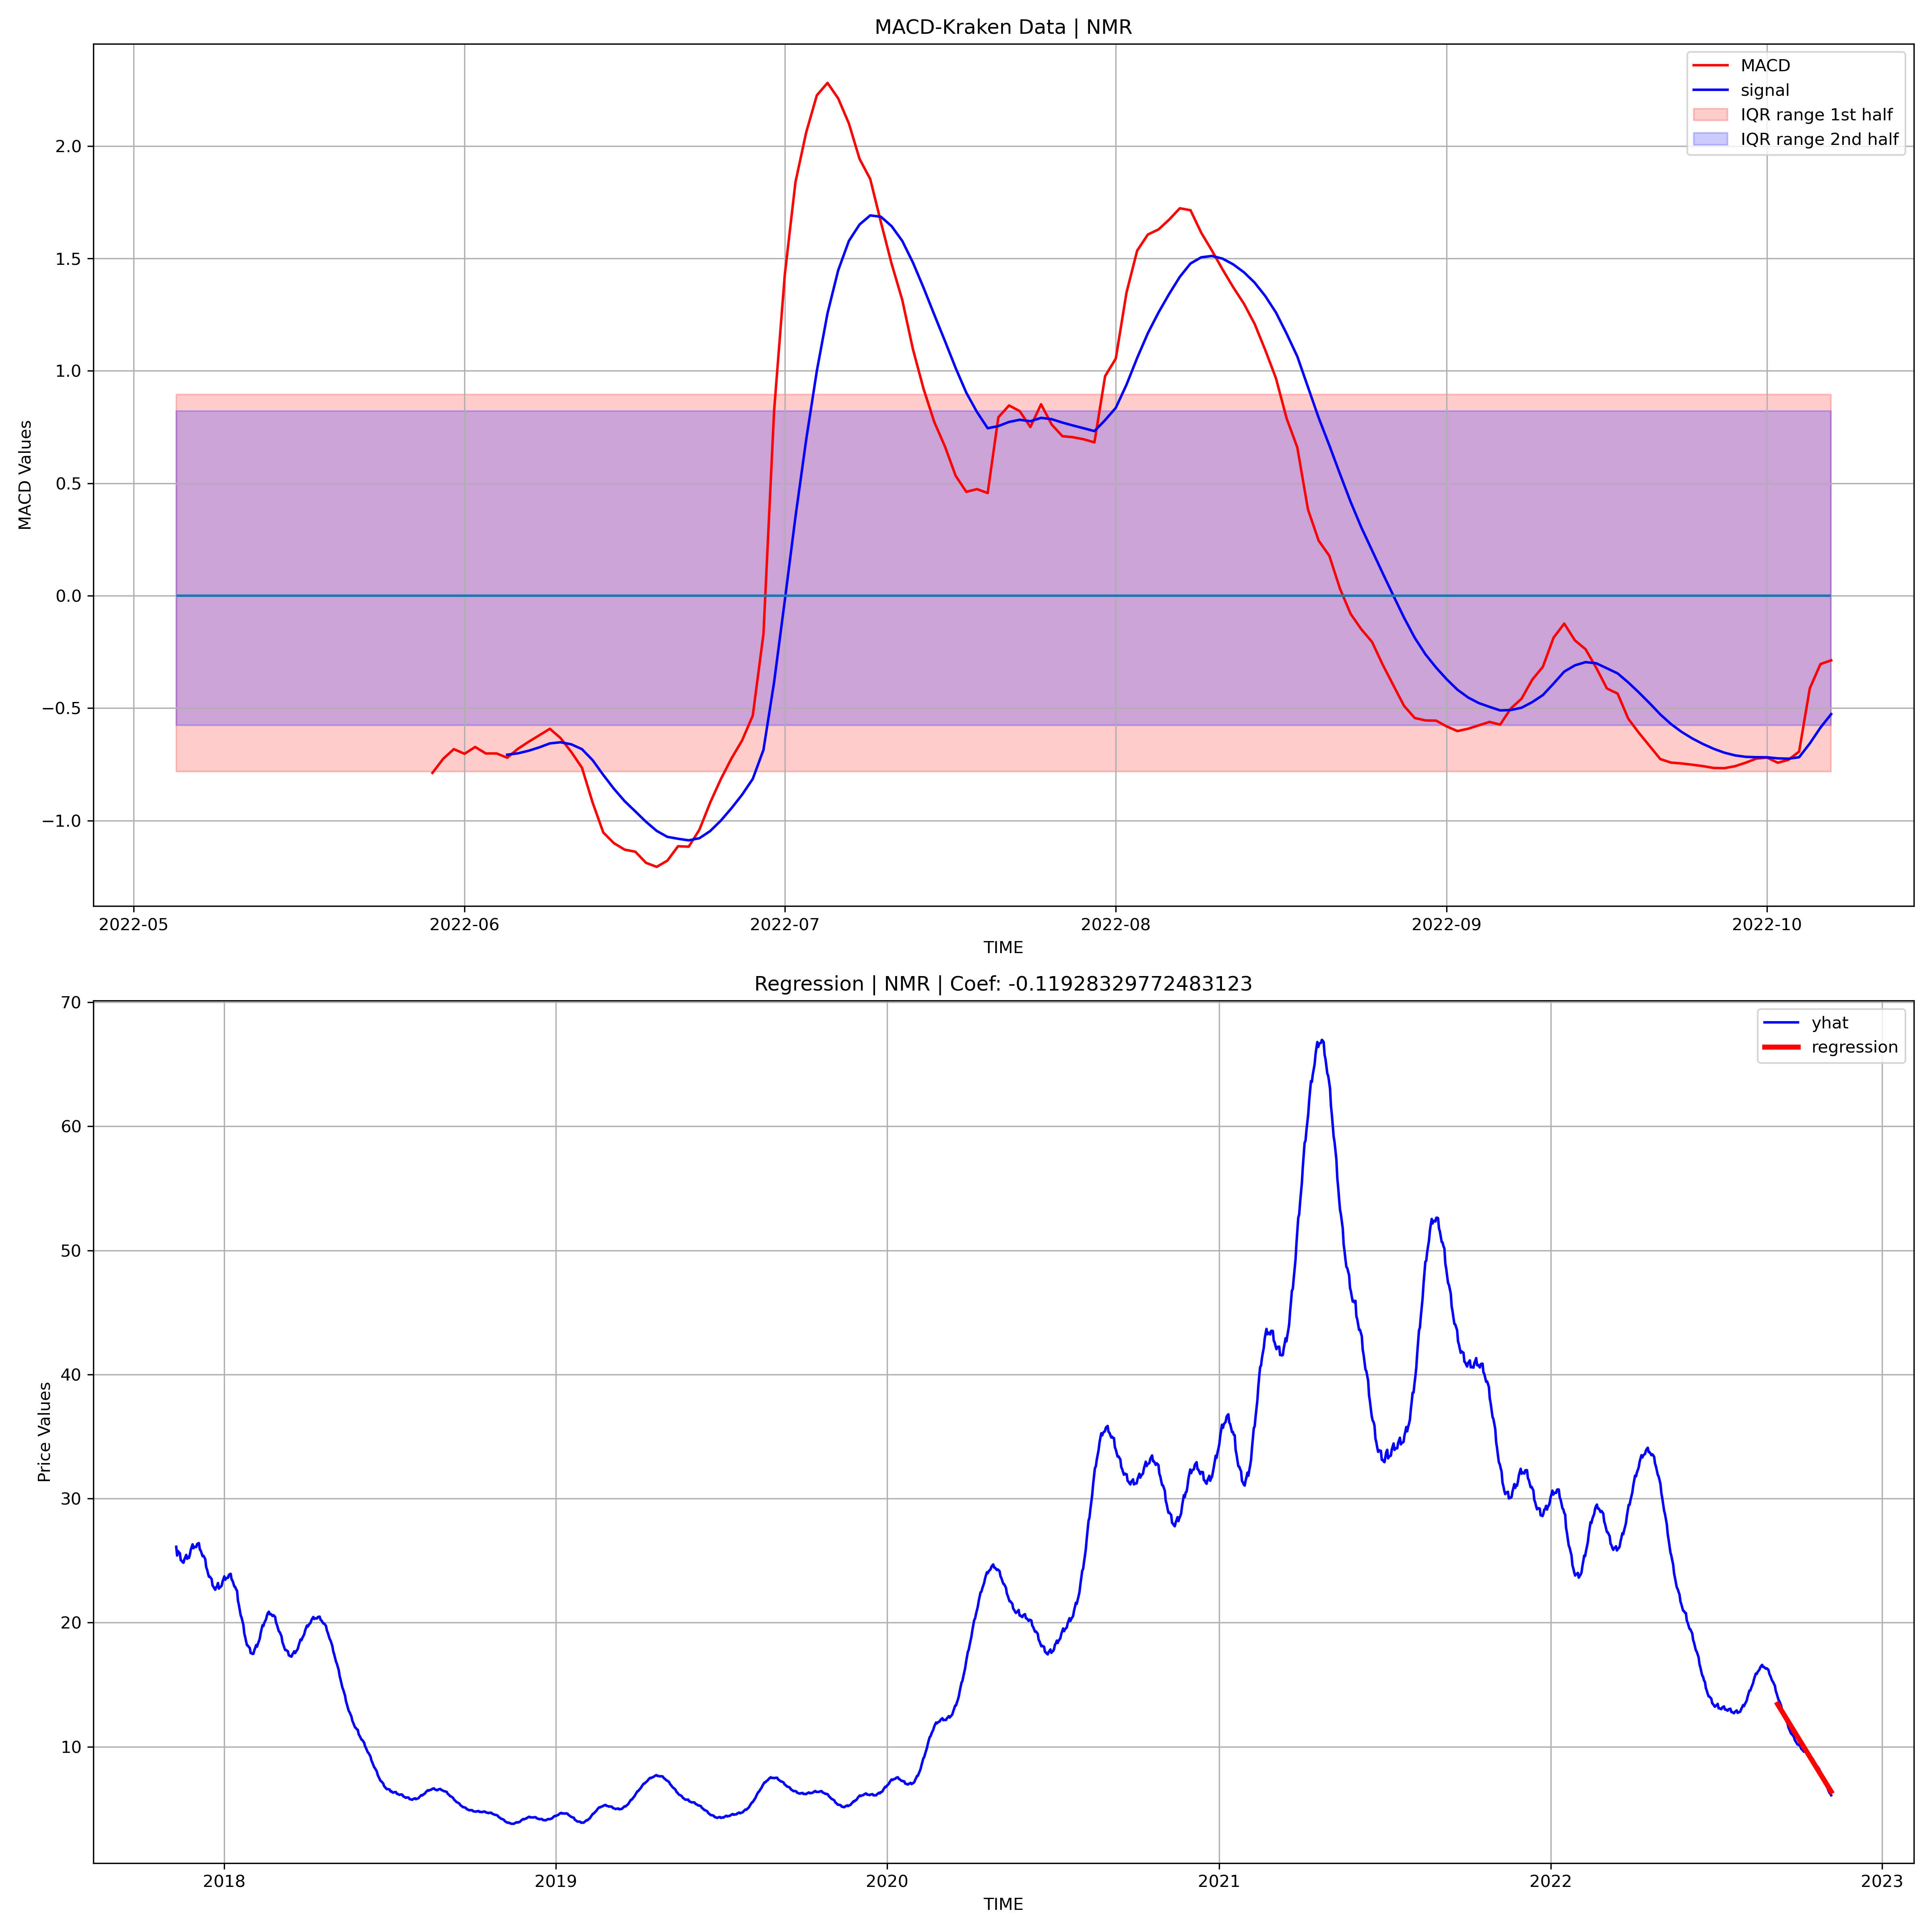 MACD-Kraken Data | NMR
MACD
signal
IQR range 1st half
IQR range 2nd half
MACD Values
2.0
1.5
1.0
0.5
0.0
−0.5
−1.0
2022-05
2022-06
2022-07
2022-08
2022-09
2022-10
TIME
Regression | NMR | Coef: -0.11928329772483123
yhat
regression
Price Values
70
60
50
40
30
20
10
2018
2019
2020
2021
2022
2023
TIME